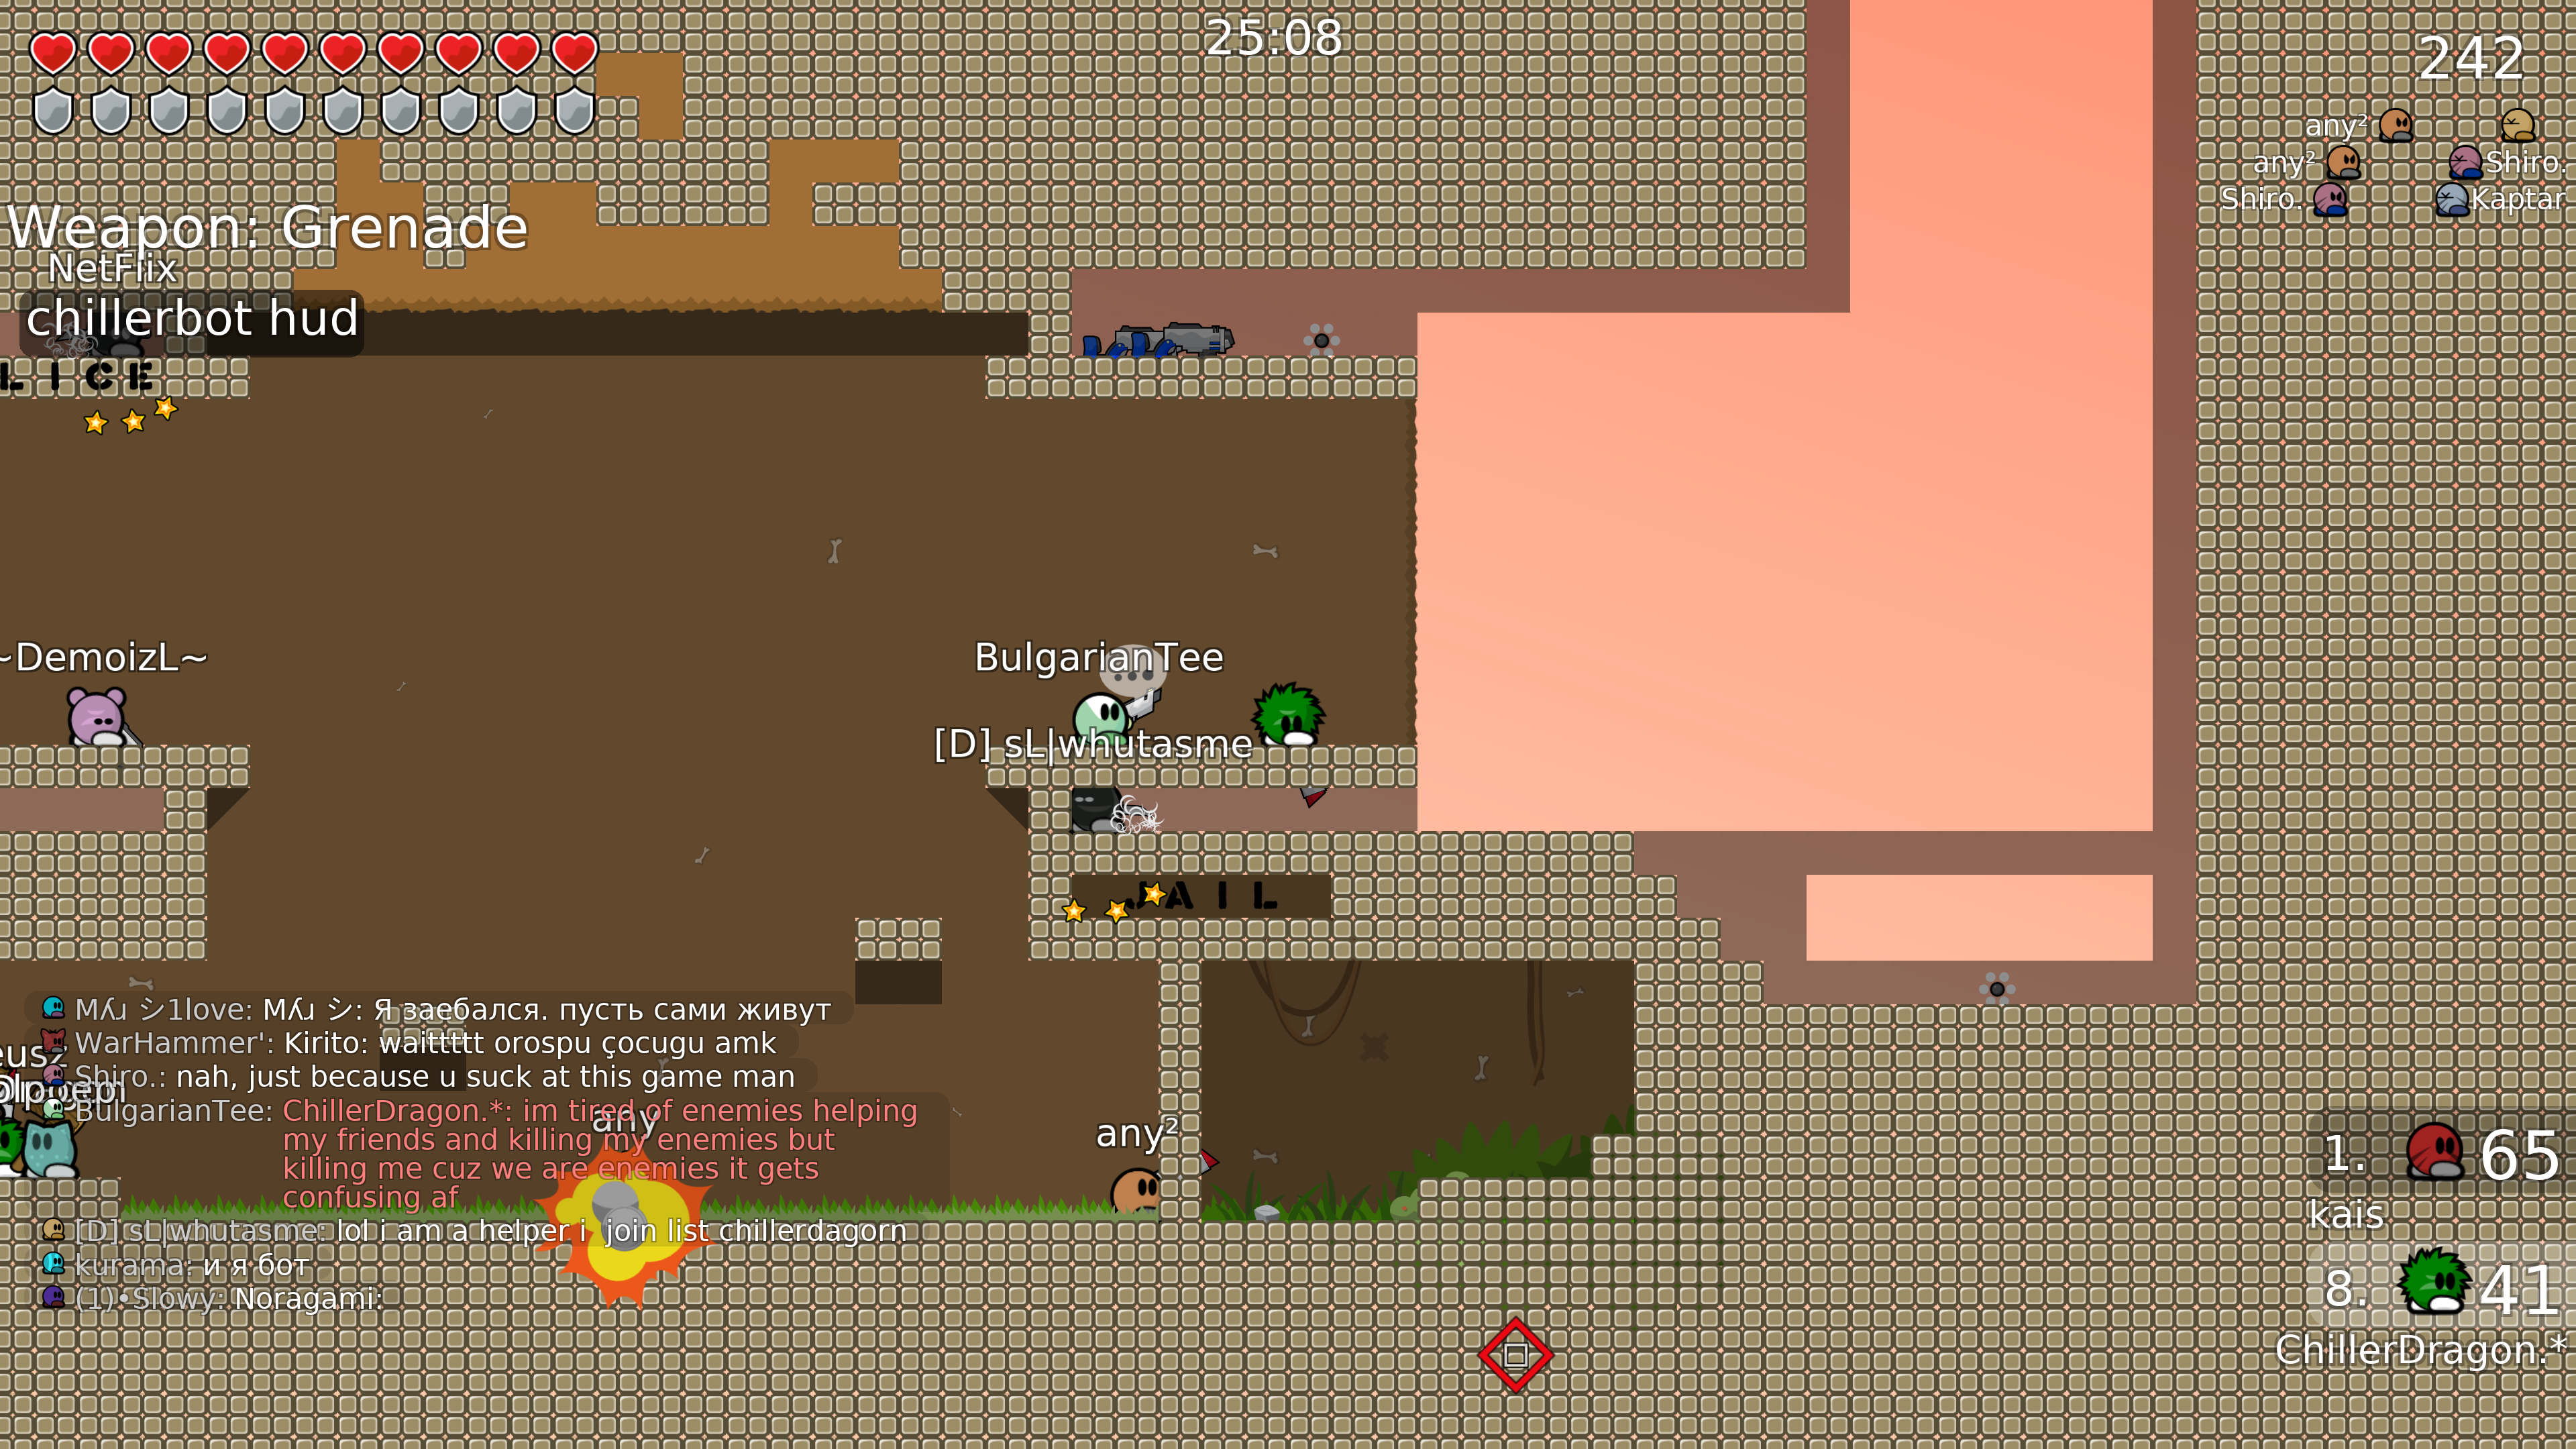 25:08
242
any²
any² Shiro.
Shiro. Kaptar
Weapon: Grenade
NetFlix
chillerbot hud
LICE
~DemoizL~
BulgarianTee
[D] sL|whutasme
JAIL
シ1love: シ: Я заебался. пусть сами живут
WarHammer': Kirito: waittttt orospu çocugu amk
Shiro.: nah, just because u suck at this game man
BulgarianTee: ChillerDragon.*: im tired of enemies helping
my friends and killing my enemies but
killing me cuz we are enemies it gets
confusing af
[D] sL|whutasme: lol i am a helper i join list chillerdagorn
kurama: и я бот
(1)•Slowy: Noragami:
any
any²
1. 65
kais
8. 41
ChillerDragon.*